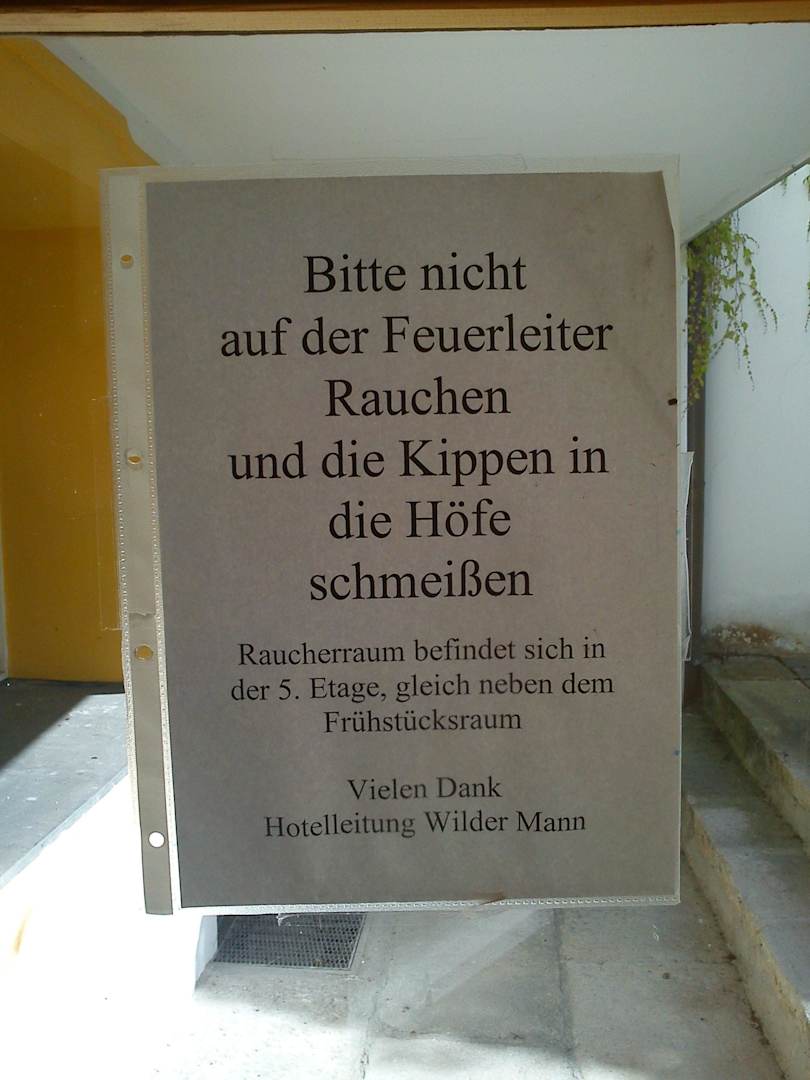 Bitte nicht
auf der Feuerleiter
Rauchen
und die Kippen in
die Höfe
schmeißen
Raucherraum befindet sich in
der 5. Etage, gleich neben dem
Frühstücksraum
Vielen Dank
Hotelleitung Wilder Mann